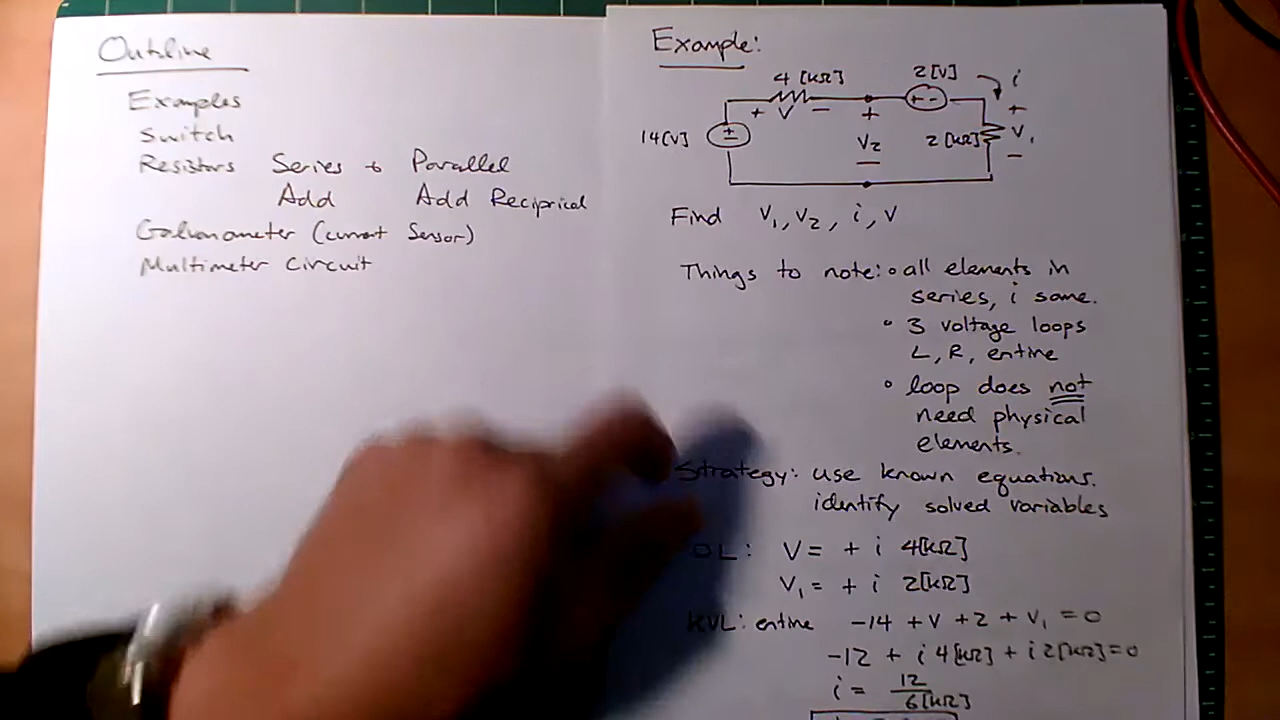 Outline
Examples
Switch
Resistors Series + Parallel
Add Add Reciprical
Galvanometer (current Sensor)
Multimeter Circuit
Example:
4 [kΩ]
2 [V]
i
+ V −
+ −
+
14 [V]
±
+
V2
−
2 [kΩ]
V1
−
Find V1, V2, i, V
Things to note: • all elements in
series, i same.
• 3 voltage loops
L, R, entire
• loop does not
need physical
elements.
Strategy: use known equations.
identify solved variables
OL: V = + i 4[kΩ]
V1 = + i 2[kΩ]
KVL: entire -14 + V + 2 + V1 = 0
-12 + i 4[kΩ] + i 2[kΩ] = 0
i = 12
6[kΩ]